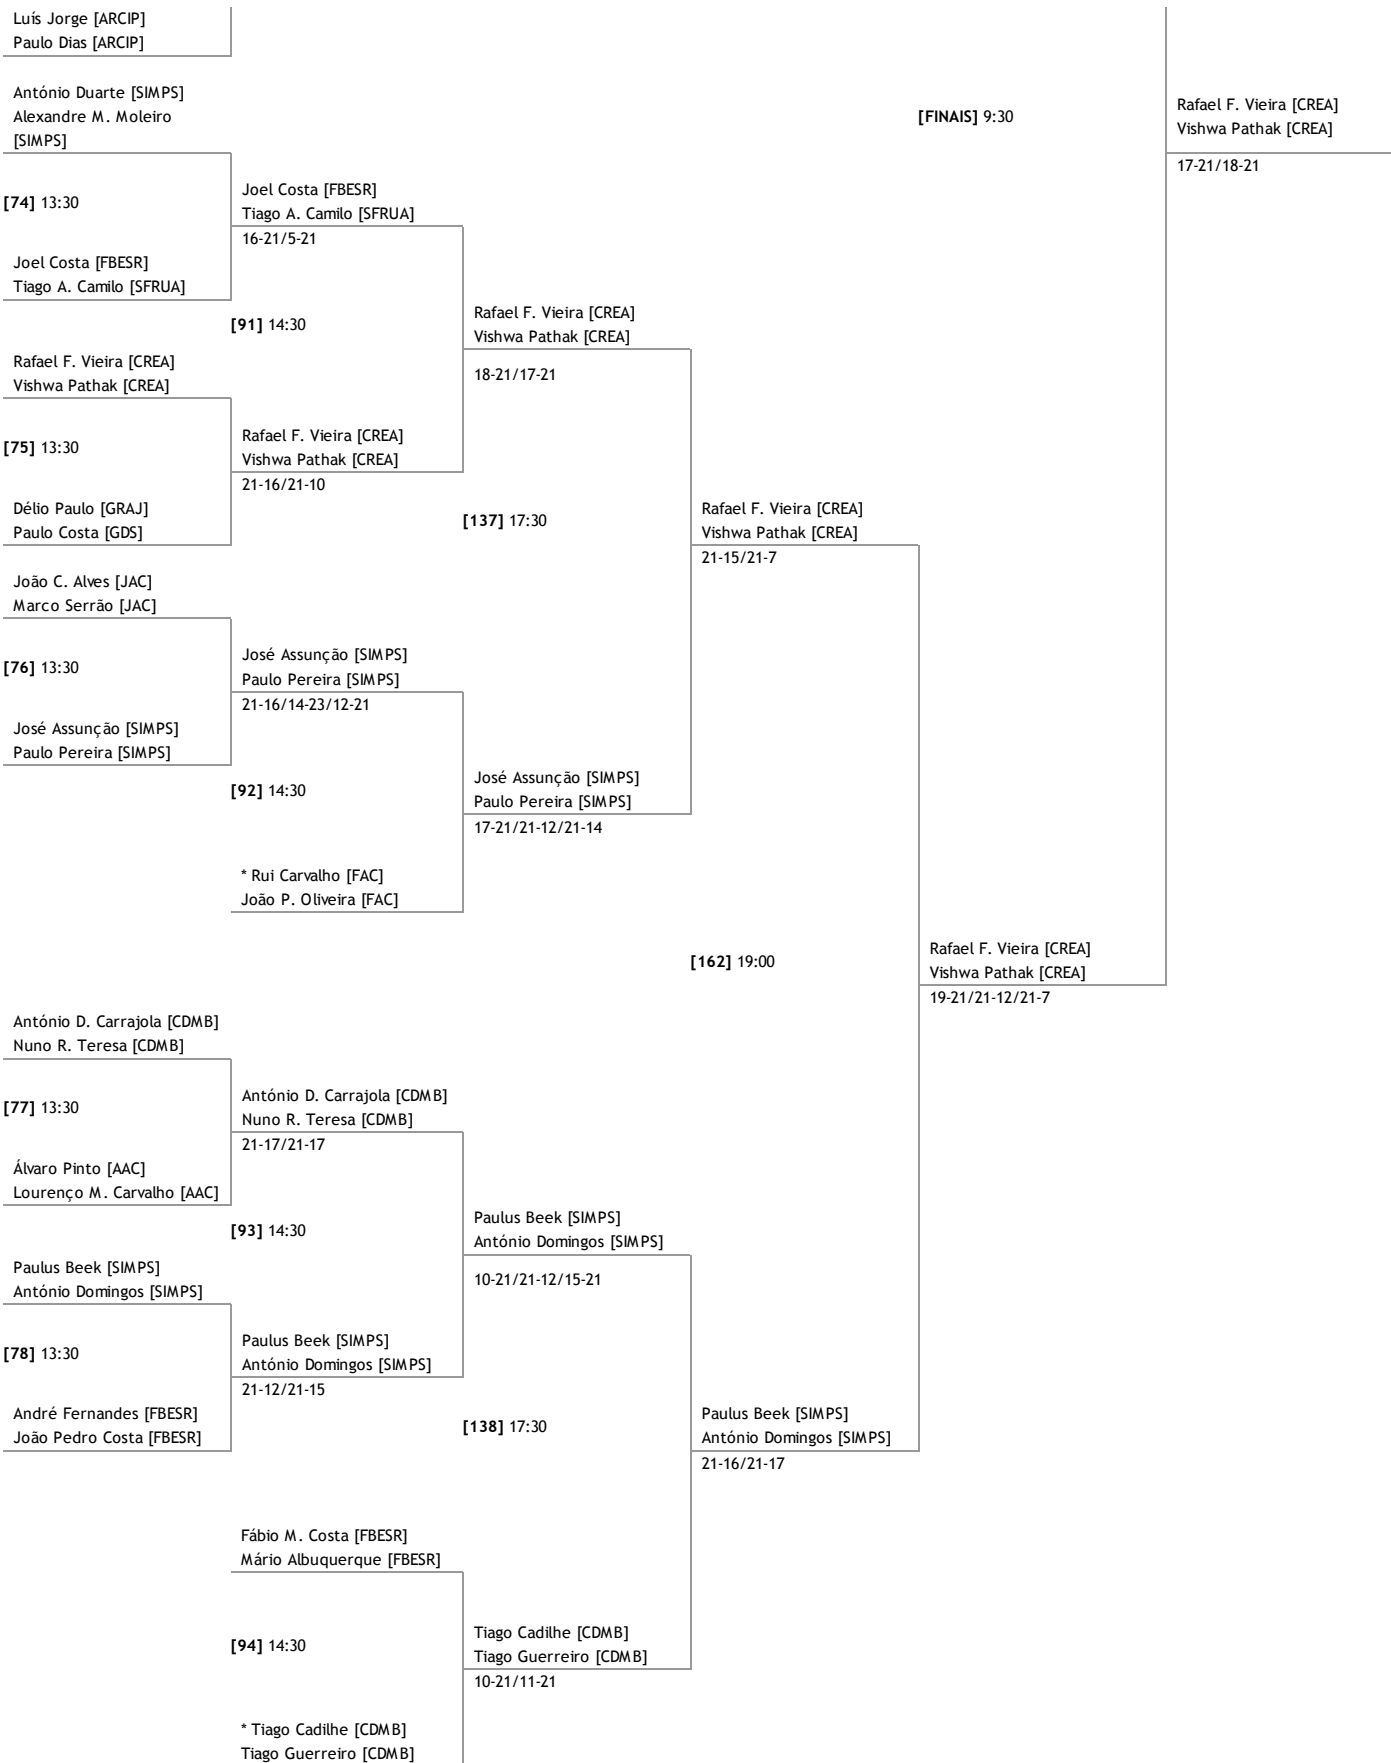 Luís Jorge [ARCIP]
Paulo Dias [ARCIP]
António Duarte [SIMPS]
Alexandre M. Moleiro
[SIMPS]
[FINAIS] 9:30
Rafael F. Vieira [CREA]
Vishwa Pathak [CREA]
17-21/18-21
[74] 13:30
Joel Costa [FBESR]
Tiago A. Camilo [SFRUA]
16-21/5-21
Joel Costa [FBESR]
Tiago A. Camilo [SFRUA]
[91] 14:30
Rafael F. Vieira [CREA]
Vishwa Pathak [CREA]
18-21/17-21
Rafael F. Vieira [CREA]
Vishwa Pathak [CREA]
[75] 13:30
Rafael F. Vieira [CREA]
Vishwa Pathak [CREA]
21-16/21-10
Délio Paulo [GRAJ]
Paulo Costa [GDS]
[137] 17:30
Rafael F. Vieira [CREA]
Vishwa Pathak [CREA]
21-15/21-7
João C. Alves [JAC]
Marco Serrão [JAC]
[76] 13:30
José Assunção [SIMPS]
Paulo Pereira [SIMPS]
21-16/14-23/12-21
José Assunção [SIMPS]
Paulo Pereira [SIMPS]
[92] 14:30
José Assunção [SIMPS]
Paulo Pereira [SIMPS]
17-21/21-12/21-14
* Rui Carvalho [FAC]
João P. Oliveira [FAC]
[162] 19:00
Rafael F. Vieira [CREA]
Vishwa Pathak [CREA]
19-21/21-12/21-7
António D. Carrajola [CDMB]
Nuno R. Teresa [CDMB]
[77] 13:30
António D. Carrajola [CDMB]
Nuno R. Teresa [CDMB]
21-17/21-17
Álvaro Pinto [AAC]
Lourenço M. Carvalho [AAC]
[93] 14:30
Paulus Beek [SIMPS]
António Domingos [SIMPS]
10-21/21-12/15-21
Paulus Beek [SIMPS]
António Domingos [SIMPS]
[78] 13:30
Paulus Beek [SIMPS]
António Domingos [SIMPS]
21-12/21-15
André Fernandes [FBESR]
João Pedro Costa [FBESR]
[138] 17:30
Paulus Beek [SIMPS]
António Domingos [SIMPS]
21-16/21-17
Fábio M. Costa [FBESR]
Mário Albuquerque [FBESR]
[94] 14:30
Tiago Cadilhe [CDMB]
Tiago Guerreiro [CDMB]
10-21/11-21
* Tiago Cadilhe [CDMB]
Tiago Guerreiro [CDMB]